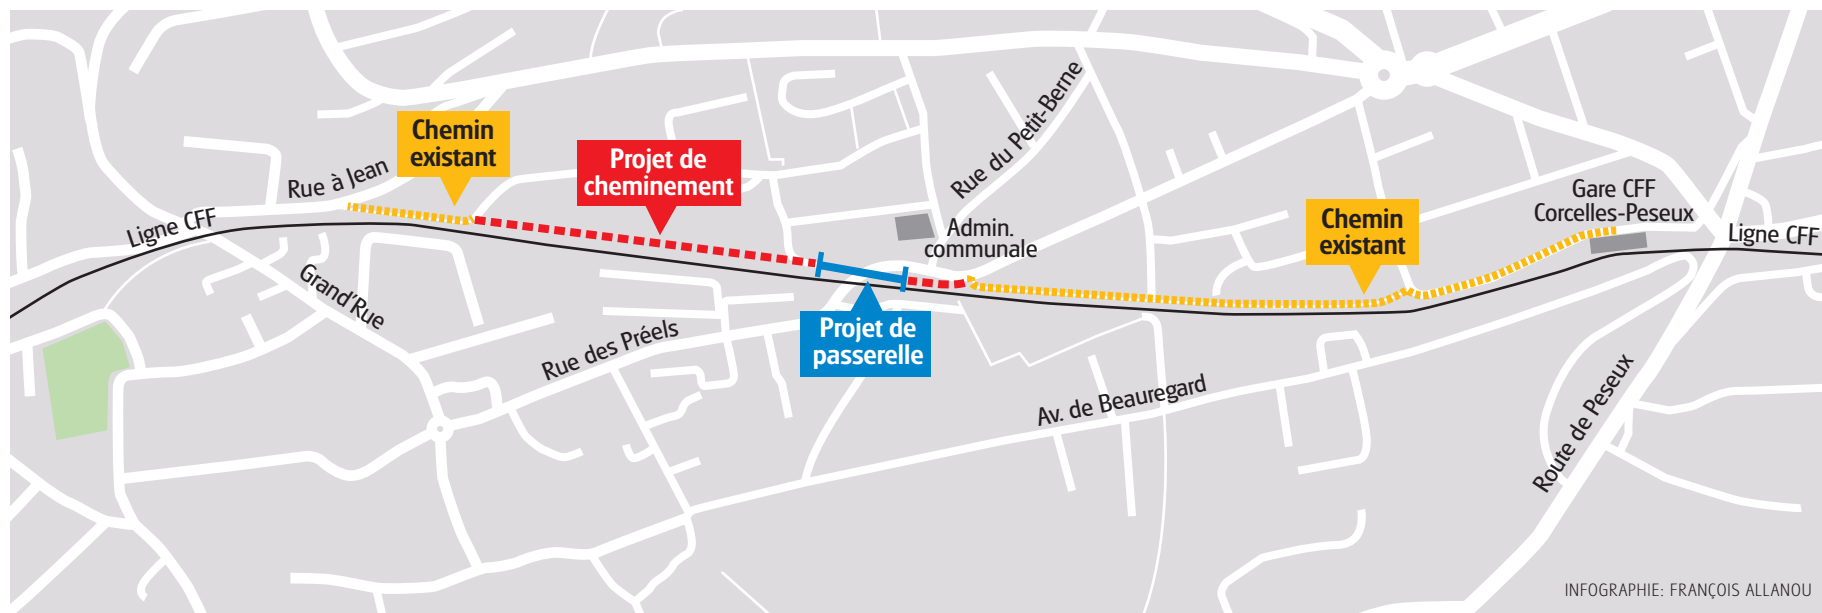 Chemin
existant
Projet de
cheminement
Rue à Jean
Ligne CFF
Rue du Petit-Berne
Admin.
communale
Chemin
existant
Gare CFF
Corcelles-Peseux
Ligne CFF
Grand'Rue
Rue des Préels
Projet de
passerelle
Av. de Beauregard
Route de Peseux
INFOGRAPHIE: FRANÇOIS ALLANOU